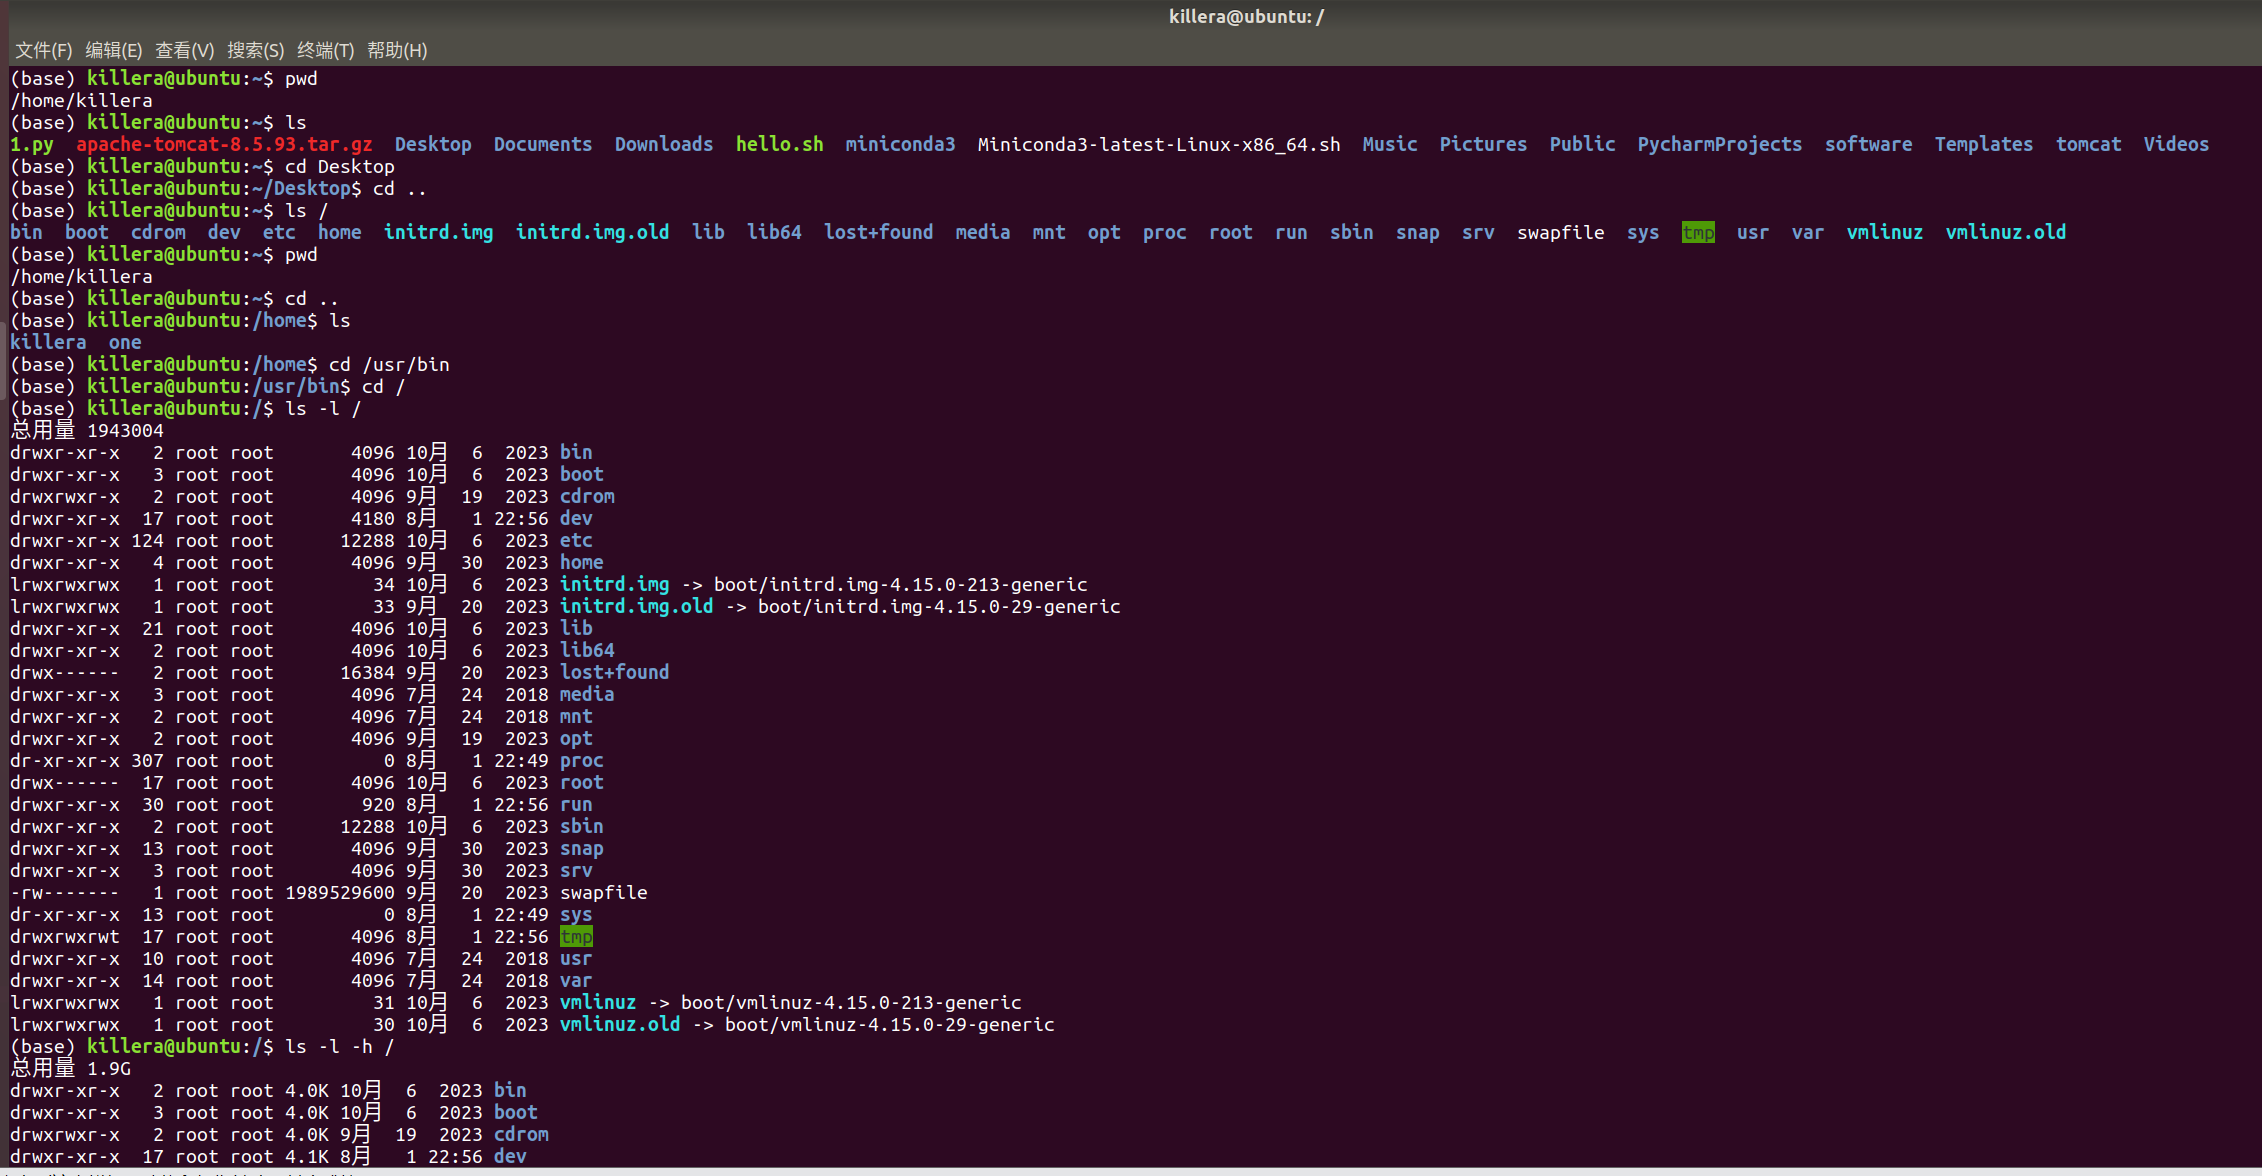 killera@ubuntu: /
文件(F) 编辑(E) 查看(V) 搜索(S) 终端(T) 帮助(H)
(base) killera@ubuntu:~$ pwd
/home/killera
(base) killera@ubuntu:~$ ls
1.py  apache-tomcat-8.5.93.tar.gz  Desktop  Documents  Downloads  hello.sh  miniconda3  Miniconda3-latest-Linux-x86_64.sh  Music  Pictures  Public  PycharmProjects  software  Templates  tomcat  Videos
(base) killera@ubuntu:~$ cd Desktop
(base) killera@ubuntu:~/Desktop$ cd ..
(base) killera@ubuntu:~$ ls /
bin  boot  cdrom  dev  etc  home  initrd.img  initrd.img.old  lib  lib64  lost+found  media  mnt  opt  proc  root  run  sbin  snap  srv  swapfile  sys  tmp  usr  var  vmlinuz  vmlinuz.old
(base) killera@ubuntu:~$ pwd
/home/killera
(base) killera@ubuntu:~$ cd ..
(base) killera@ubuntu:/home$ ls
killera  one
(base) killera@ubuntu:/home$ cd /usr/bin
(base) killera@ubuntu:/usr/bin$ cd /
(base) killera@ubuntu:/$ ls -l /
总用量 1943004
drwxr-xr-x   2 root root       4096 10月  6  2023 bin
drwxr-xr-x   3 root root       4096 10月  6  2023 boot
drwxrwxr-x   2 root root       4096 9月  19  2023 cdrom
drwxr-xr-x  17 root root       4180 8月   1 22:56 dev
drwxr-xr-x 124 root root      12288 10月  6  2023 etc
drwxr-xr-x   4 root root       4096 9月  30  2023 home
lrwxrwxrwx   1 root root         34 10月  6  2023 initrd.img -> boot/initrd.img-4.15.0-213-generic
lrwxrwxrwx   1 root root         33 9月  20  2023 initrd.img.old -> boot/initrd.img-4.15.0-29-generic
drwxr-xr-x  21 root root       4096 10月  6  2023 lib
drwxr-xr-x   2 root root       4096 10月  6  2023 lib64
drwx------   2 root root      16384 9月  20  2023 lost+found
drwxr-xr-x   3 root root       4096 7月  24  2018 media
drwxr-xr-x   2 root root       4096 7月  24  2018 mnt
drwxr-xr-x   2 root root       4096 9月  19  2023 opt
dr-xr-xr-x 307 root root          0 8月   1 22:49 proc
drwx------  17 root root       4096 10月  6  2023 root
drwxr-xr-x  30 root root        920 8月   1 22:56 run
drwxr-xr-x   2 root root      12288 10月  6  2023 sbin
drwxr-xr-x  13 root root       4096 9月  30  2023 snap
drwxr-xr-x   3 root root       4096 9月  30  2023 srv
-rw-------   1 root root 1989529600 9月  20  2023 swapfile
dr-xr-xr-x  13 root root          0 8月   1 22:49 sys
drwxrwxrwt  17 root root       4096 8月   1 22:56 tmp
drwxr-xr-x  10 root root       4096 7月  24  2018 usr
drwxr-xr-x  14 root root       4096 7月  24  2018 var
lrwxrwxrwx   1 root root         31 10月  6  2023 vmlinuz -> boot/vmlinuz-4.15.0-213-generic
lrwxrwxrwx   1 root root         30 10月  6  2023 vmlinuz.old -> boot/vmlinuz-4.15.0-29-generic
(base) killera@ubuntu:/$ ls -l -h /
总用量 1.9G
drwxr-xr-x   2 root root 4.0K 10月  6  2023 bin
drwxr-xr-x   3 root root 4.0K 10月  6  2023 boot
drwxrwxr-x   2 root root 4.0K 9月  19  2023 cdrom
drwxr-xr-x  17 root root 4.1K 8月   1 22:56 dev